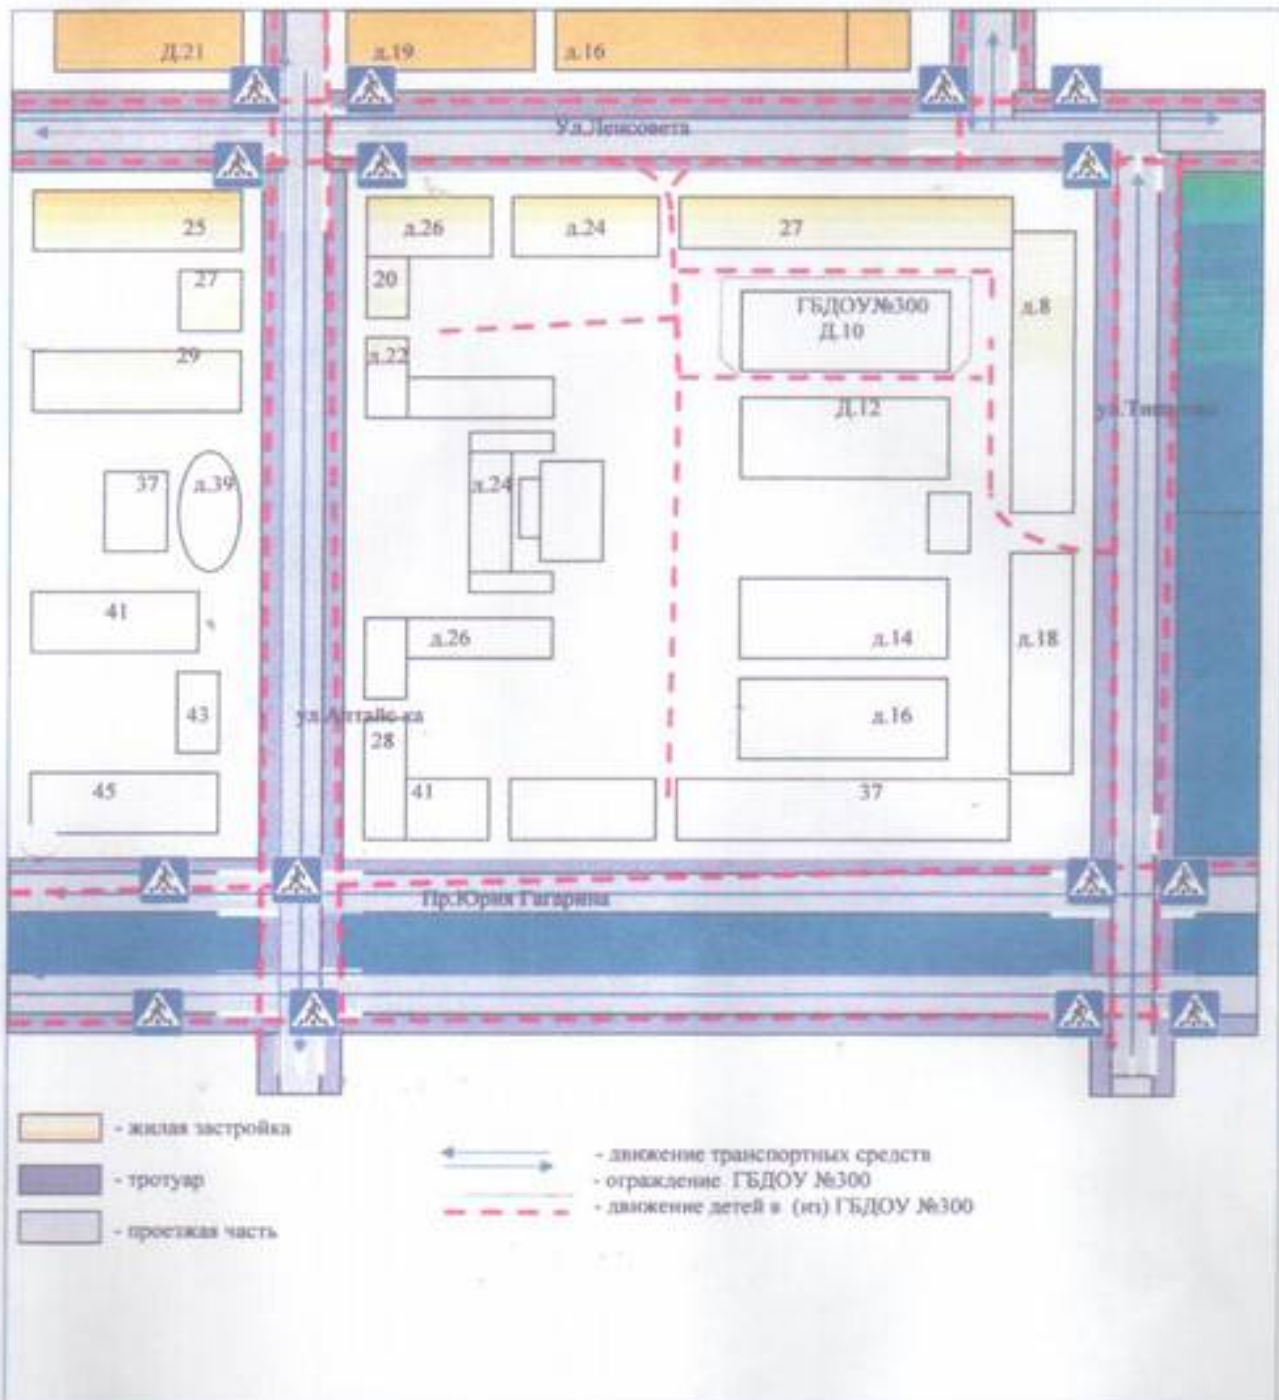 Д.21
д.19
д.16
Ул.Ленсовета
25
д.26
д.24
27
27
20
ГБДОУ№300
Д.10
д.8
29
д.22
Д.12
37
д.39
д.24
41
д.26
д.14
д.18
43
28
д.16
45
41
37
Пр.Юрия Гагарина
- жилая застройка
- тротуар
- проезжая часть
- движение транспортных средств
- ограждение ГБДОУ №300
- движение детей в (из) ГБДОУ №300